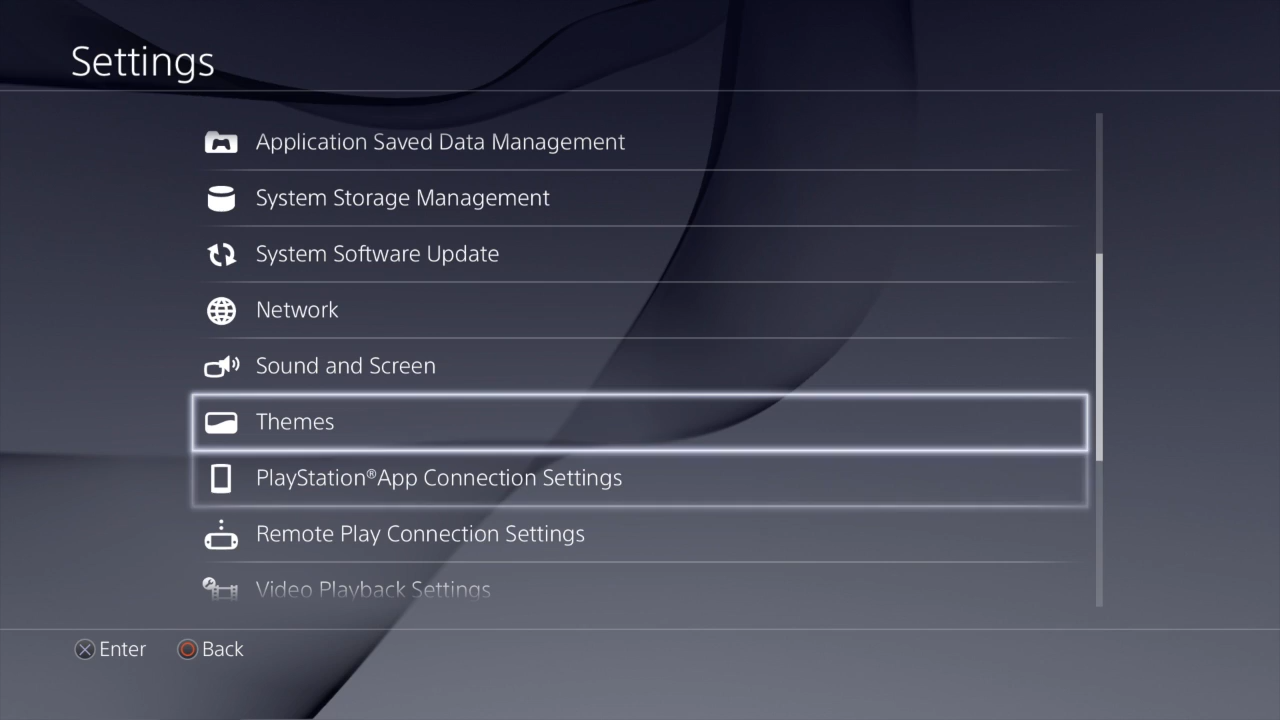 Settings
Application Saved Data Management
System Storage Management
System Software Update
Network
Sound and Screen
Themes
PlayStation®App Connection Settings
Remote Play Connection Settings
Video Playback Settings
Enter Back